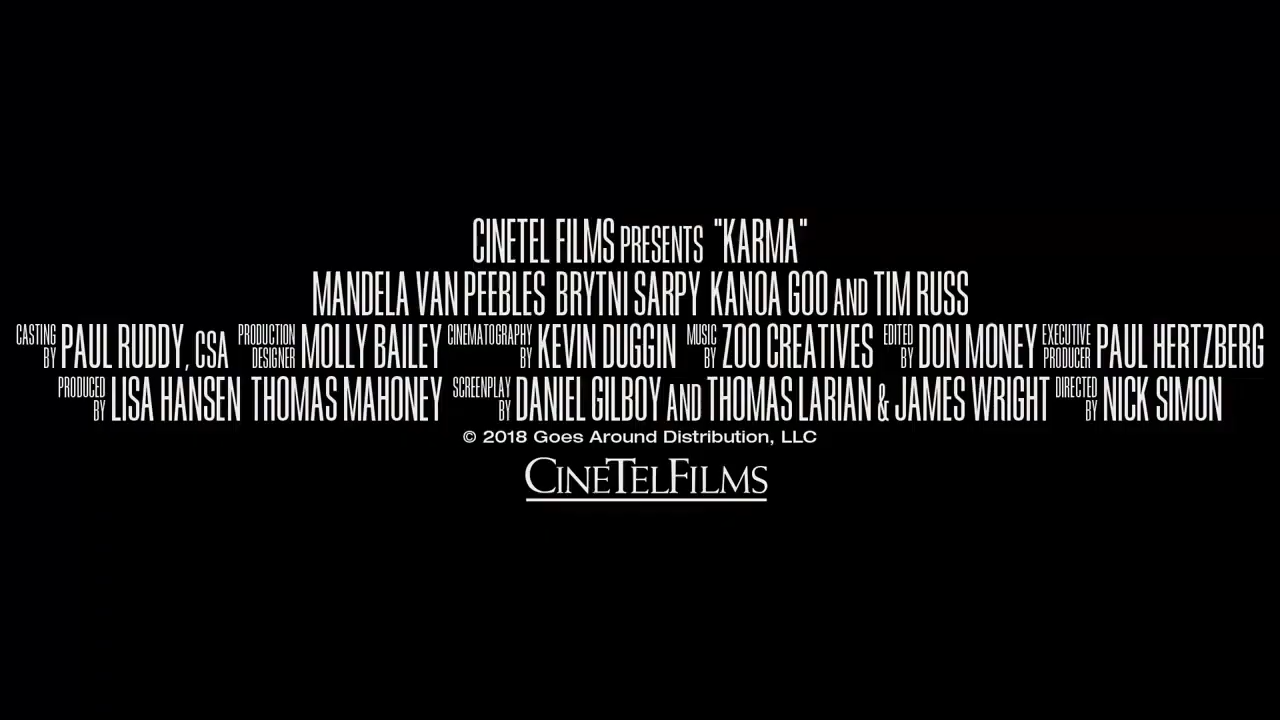 CINETEL FILMS PRESENTS "KARMA"
MANDELA VAN PEEBLES BRYTNI SARPY KANOA GOO AND TIM RUSS
CASTING BY PAUL RUDDY, CSA PRODUCTION DESIGNER MOLLY BAILEY CINEMATOGRAPHY BY KEVIN DUGGIN MUSIC BY ZOO CREATIVES EDITED BY DON MONEY EXECUTIVE PRODUCER PAUL HERTZBERG
PRODUCED BY LISA HANSEN THOMAS MAHONEY SCREENPLAY BY DANIEL GILBOY AND THOMAS LARIAN & JAMES WRIGHT DIRECTED BY NICK SIMON
© 2018 Goes Around Distribution, LLC
CINETELFILMS